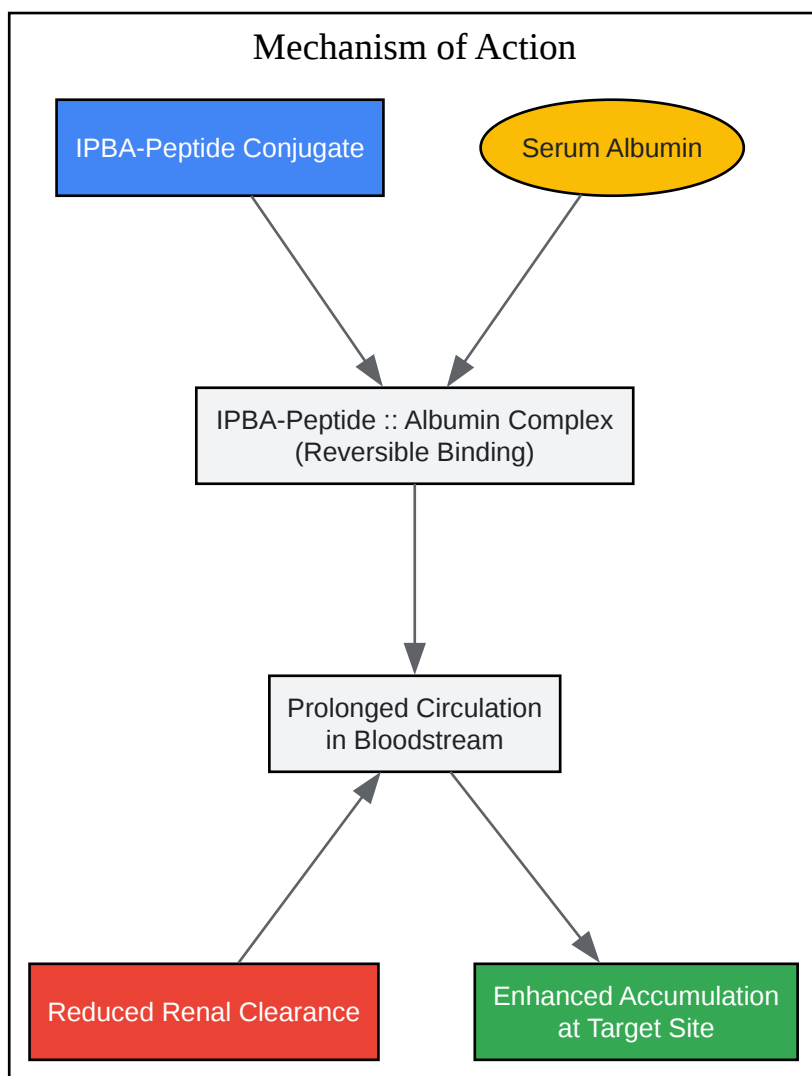 Mechanism of Action
IPBA-Peptide Conjugate
Serum Albumin
IPBA-Peptide :: Albumin Complex
(Reversible Binding)
Prolonged Circulation
in Bloodstream
Reduced Renal Clearance
Enhanced Accumulation
at Target Site